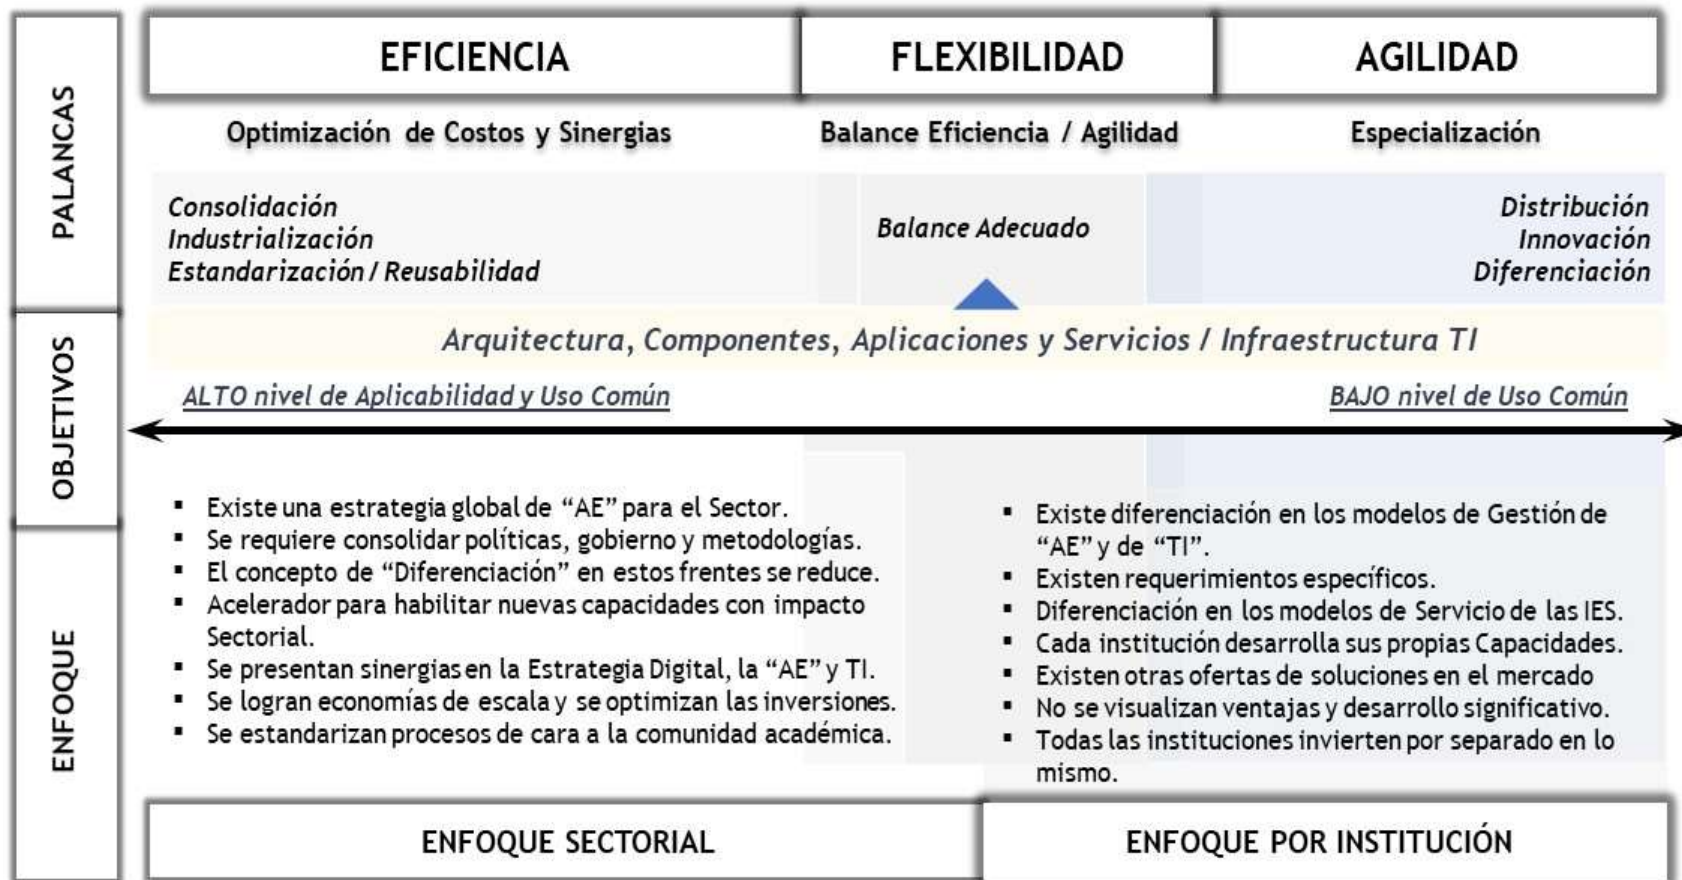 PALANCAS
EFICIENCIA
FLEXIBILIDAD
AGILIDAD
Optimización de Costos y Sinergias
Balance Eficiencia / Agilidad
Especialización
Consolidación
Industrialización
Estandarización / Reusabilidad
Balance Adecuado
Distribución
Innovación
Diferenciación
OBJETIVOS
Arquitectura, Componentes, Aplicaciones y Servicios / Infraestructura TI
ALTO nivel de Aplicabilidad y Uso Común
BAJO nivel de Uso Común
ENFOQUE
▪ Existe una estrategia global de “AE” para el Sector.
▪ Se requiere consolidar políticas, gobierno y metodologías.
▪ El concepto de “Diferenciación” en estos frentes se reduce.
▪ Acelerador para habilitar nuevas capacidades con impacto
Sectorial.
▪ Se presentan sinergias en la Estrategia Digital, la “AE” y TI.
▪ Se logran economías de escala y se optimizan las inversiones.
▪ Se estandarizan procesos de cara a la comunidad académica.
▪ Existe diferenciación en los modelos de Gestión de
“AE” y de “TI”.
▪ Existen requerimientos específicos.
▪ Diferenciación en los modelos de Servicio de las IES.
▪ Cada institución desarrolla sus propias Capacidades.
▪ Existen otras ofertas de soluciones en el mercado
▪ No se visualizan ventajas y desarrollo significativo.
▪ Todas las instituciones invierten por separado en lo
mismo.
ENFOQUE SECTORIAL
ENFOQUE POR INSTITUCIÓN